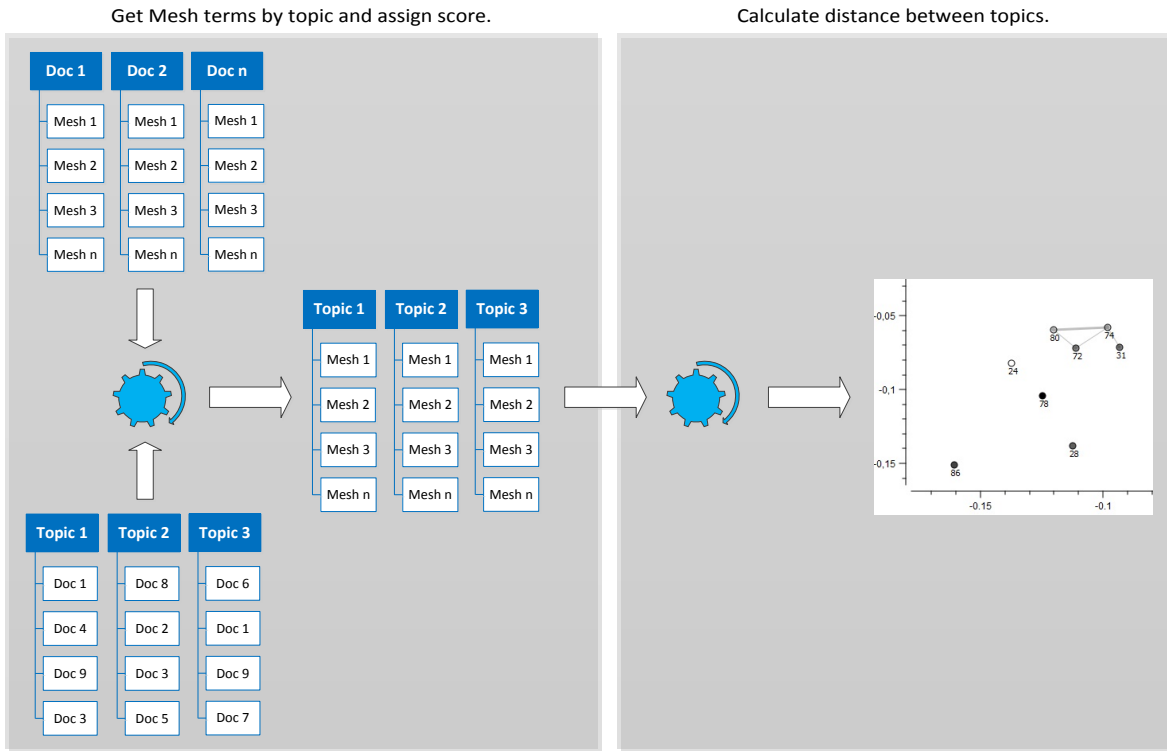 Get Mesh terms by topic and assign score.
Calculate distance between topics.
Doc 1 Doc 2 Doc n
Mesh 1 Mesh 1 Mesh 1
Mesh 2 Mesh 2 Mesh 2
Mesh 3 Mesh 3 Mesh 3
Mesh n Mesh n Mesh n
Topic 1 Topic 2 Topic 3
Mesh 1 Mesh 1 Mesh 1
Mesh 2 Mesh 2 Mesh 2
Mesh 3 Mesh 3 Mesh 3
Mesh n Mesh n Mesh n
Topic 1 Topic 2 Topic 3
Doc 1 Doc 8 Doc 6
Doc 4 Doc 2 Doc 1
Doc 9 Doc 3 Doc 9
Doc 3 Doc 5 Doc 7
-0,05
80 74
72 31
24
-0.1
78
28
-0,15
86
-0.15 -0.1